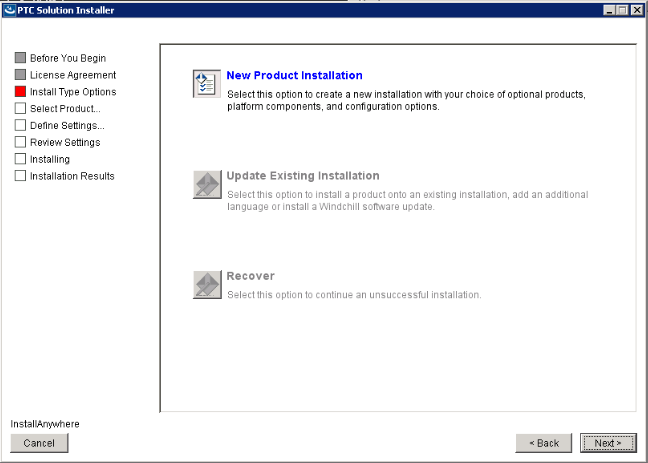 PTC Solution Installer
Before You Begin
License Agreement
Install Type Options
Select Product...
Define Settings...
Review Settings
Installing
Installation Results
New Product Installation
Select this option to create a new installation with your choice of optional products,
platform components, and configuration options.
Update Existing Installation
Select this option to install a product onto an existing installation, add an additional
language or install a Windchill software update.
Recover
Select this option to continue an unsuccessful installation.
InstallAnywhere
Cancel
< Back
Next >